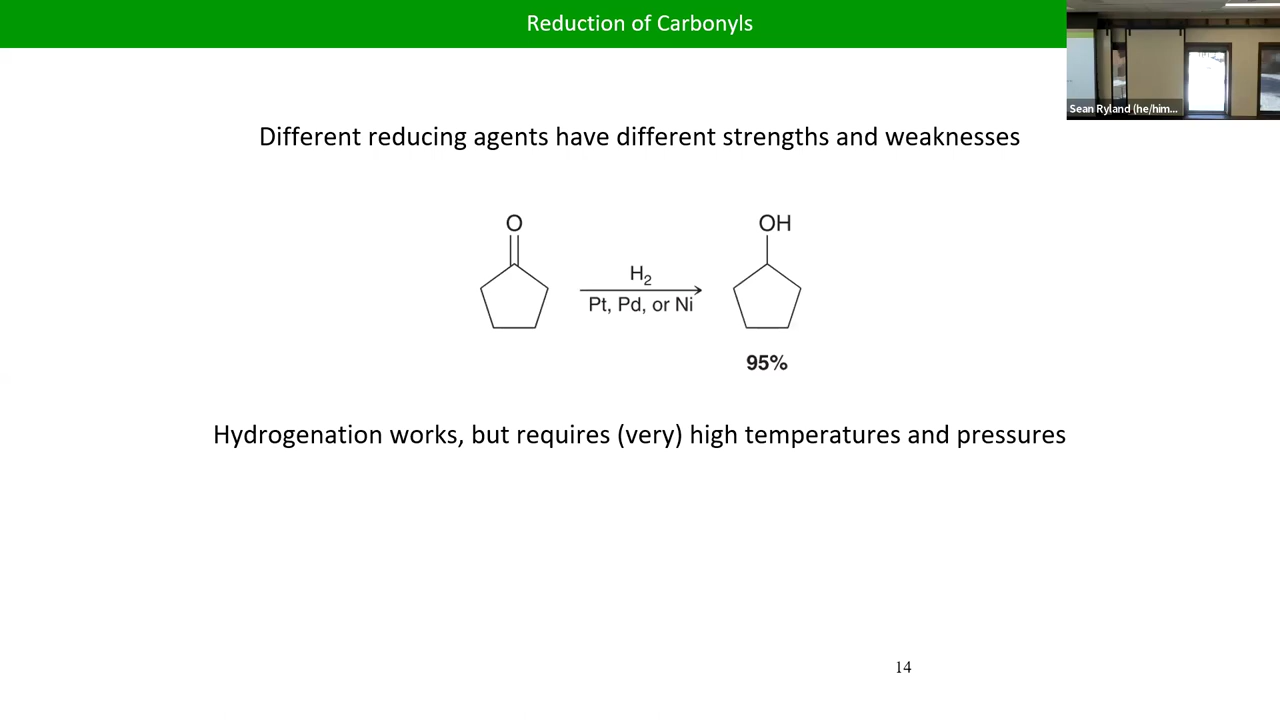 Reduction of Carbonyls
Sean Ryland (he/him...
Different reducing agents have different strengths and weaknesses
O
OH
H2
Pt, Pd, or Ni
95%
Hydrogenation works, but requires (very) high temperatures and pressures
14